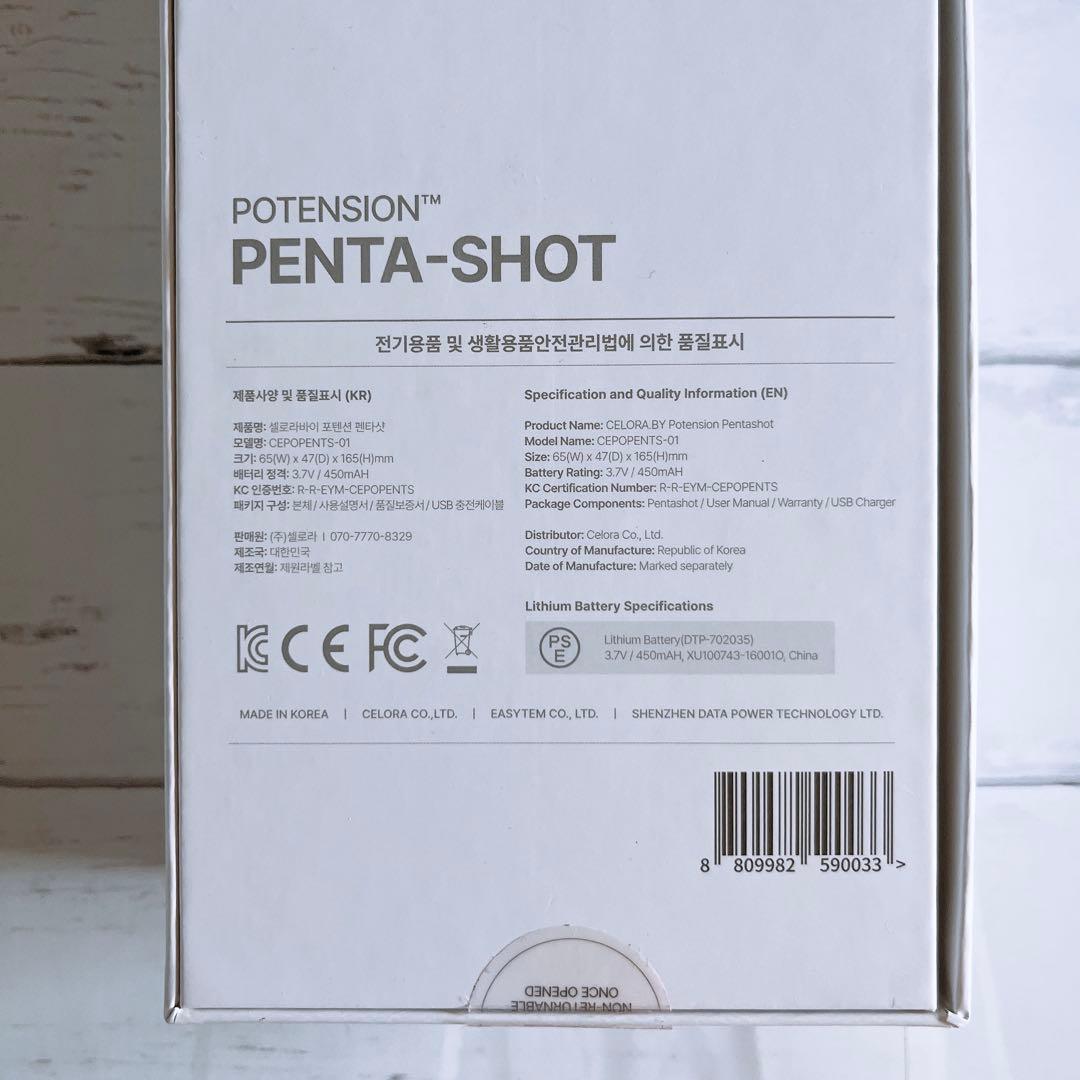 POTENSION™
PENTA-SHOT
전기용품 및 생활용품안전관리법에 의한 품질표시
제품사양 및 품질표시 (KR)
제품명: 셀로라바이 포텐션 펜타샷
모델명: CEPOPENTS-01
크기: 65(W) x 47(D) x 165(H)mm
배터리 정격: 3.7V / 450mAH
KC 인증번호: R-R-EYM-CEPOPENTS
패키지 구성: 본체 / 사용설명서 / 품질보증서 / USB 충전케이블
판매원: (주)셀로라 I 070-7770-8329
제조국: 대한민국
제조연월: 제원라벨 참고
Specification and Quality Information (EN)
Product Name: CELORA.BY Potension Pentashot
Model Name: CEPOPENTS-01
Size: 65(W) x 47(D) x 165(H)mm
Battery Rating: 3.7V / 450mAH
KC Certification Number: R-R-EYM-CEPOPENTS
Package Components: Pentashot / User Manual / Warranty / USB Charger
Distributor: Celora Co., Ltd.
Country of Manufacture: Republic of Korea
Date of Manufacture: Marked separately
Lithium Battery Specifications
PS
E
Lithium Battery(DTP-702035)
3.7V / 450mAH, XU100743-16001O, China
KC CE FC
MADE IN KOREA | CELORA CO.,LTD. | EASYTEM CO., LTD. | SHENZHEN DATA POWER TECHNOLOGY LTD.
8 809982 590033 >
NON-RETURNABLE
ONCE OPENED